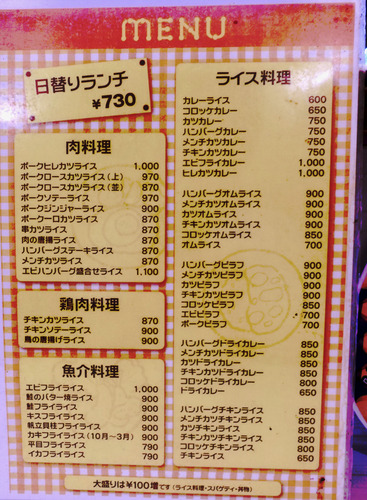 MENU
日替りランチ
¥730
肉料理
ポークヒレカツライス 1,000
ポークロースカツライス(上) 970
ポークロースカツライス(並) 870
ポークソテーライス 970
ポークジンジャーライス 900
ポーク一口カツライス 870
串カツライス 870
肉の唐揚ライス 870
ハンバーグステーキライス 870
メンチカツライス 870
エビハンバーグ盛合せライス 1,100
鶏肉料理
チキンカツライス 870
チキンソテーライス 900
鳥の唐揚げライス 900
魚介料理
エビフライライス 1,000
鮭のバター焼ライス 900
鮭フライライス 900
キスフライライス 900
帆立貝柱フライライス 900
カキフライライス(10月〜3月) 900
平目フライライス 790
イカフライライス 790
ライス料理
カレーライス 600
コロッケカレー 650
カツカレー 750
ハンバーグカレー 750
メンチカツカレー 750
チキンカツカレー 750
エビフライカレー 1,000
ヒレカツカレー 1,000
ハンバーグオムライス 900
メンチカツオムライス 900
カツオムライス 900
チキンカツオムライス 900
コロッケオムライス 850
オムライス 700
ハンバーグピラフ 900
メンチカツピラフ 900
カツピラフ 900
チキンカツピラフ 900
コロッケピラフ 850
エビピラフ 700
ポークピラフ 700
ハンバーグドライカレー 850
メンチカツドライカレー 850
カツドライカレー 850
チキンカツドライカレー 850
コロッケドライカレー 800
ドライカレー 650
ハンバーグチキンライス 850
メンチカツチキンライス 850
カツチキンライス 850
チキンカツチキンライス 850
コロッケチキンライス 800
チキンライス 650
大盛りは¥100増です(ライス料理・スパゲティ・丼物)